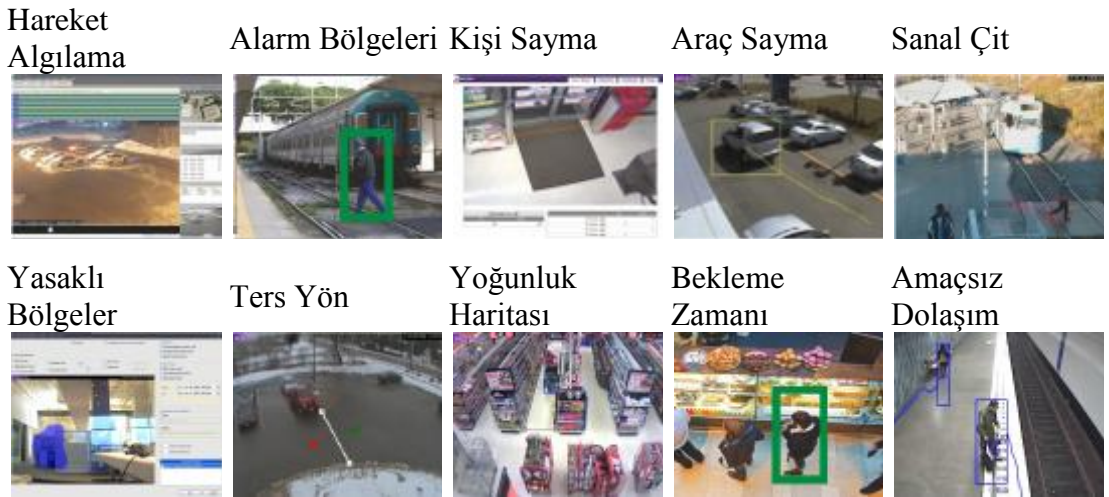 Hareket
Algılama
Alarm Bölgeleri
Kişi Sayma
Araç Sayma
Sanal Çit
Yasaklı
Bölgeler
Ters Yön
Yoğunluk
Haritası
Bekleme
Zamanı
Amaçsız
Dolaşım